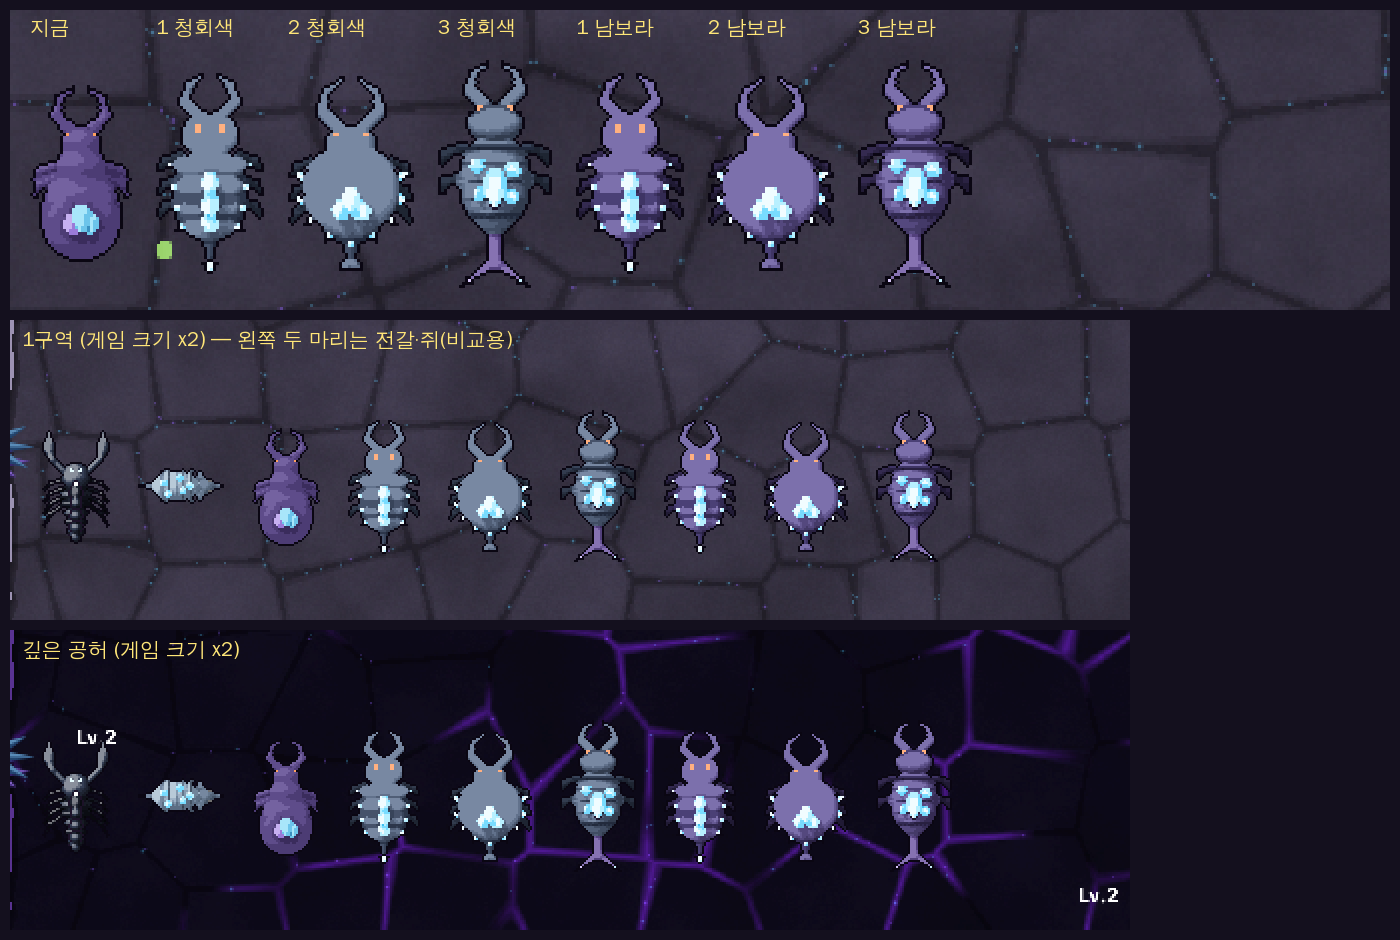 지금 1 청회색 2 청회색 3 청회색 1 남보라 2 남보라 3 남보라
1구역 (게임 크기 x2) — 왼쪽 두 마리는 전갈·쥐(비교용)
깊은 공허 (게임 크기 x2)
Lv.2
Lv.2